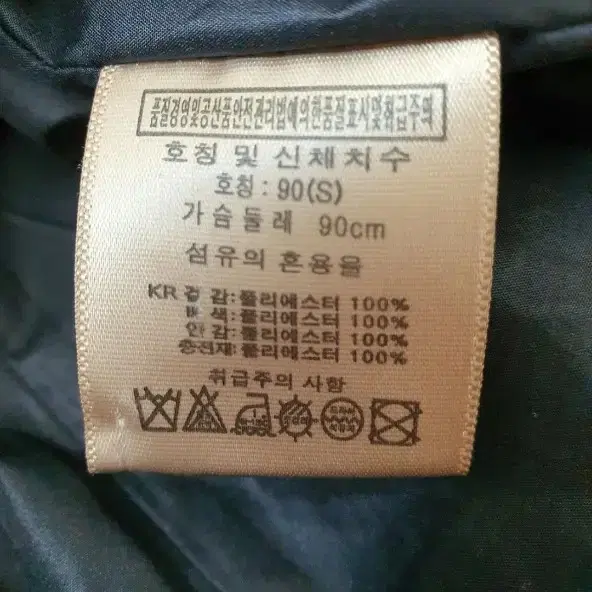 품질경영및공산품안전관리법에의한품질표시및취급주의
호칭 및 신체치수
호칭 : 90(S)
가슴둘레 90cm
섬유의 혼용율
KR 겉 감:폴리에스터 100%
배 색:폴리에스터 100%
안 감:폴리에스터 100%
충전재:폴리에스터 100%
취급주의 사항